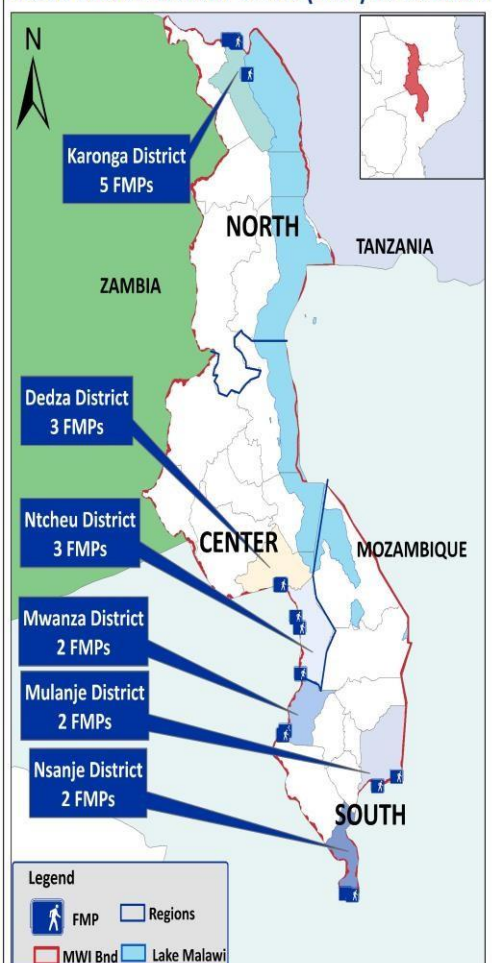 N
Karonga District
5 FMPs
NORTH
TANZANIA
ZAMBIA
Dedza District
3 FMPs
Ntcheu District
3 FMPs
CENTER
MOZAMBIQUE
Mwanza District
2 FMPs
Mulanje District
2 FMPs
Nsanje District
2 FMPs
SOUTH
Legend
FMP
Regions
MWI Bnd
Lake Malawi